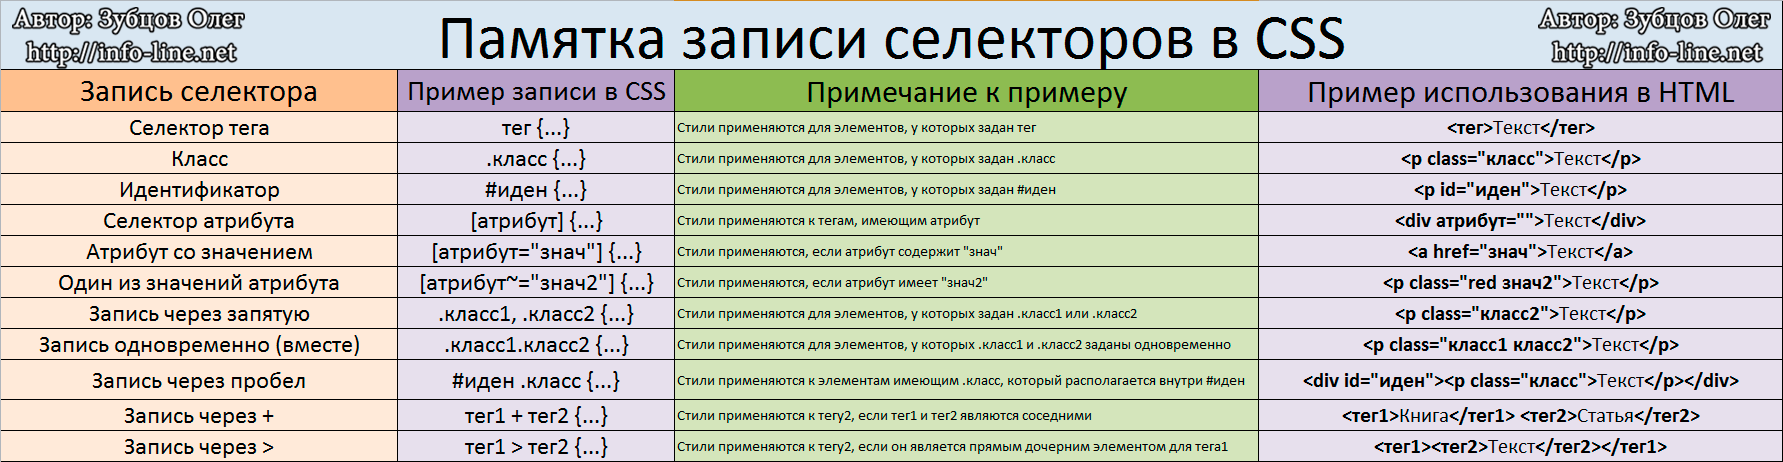 Автор: Зубцов Олег
http://info-line.net
Памятка записи селекторов в CSS
Автор: Зубцов Олег
http://info-line.net
Запись селектора Пример записи в CSS Примечание к примеру Пример использования в HTML
Селектор тега тег {...} Стили применяются для элементов, у которых задан тег <тег>Текст</тег>
Класс .класс {...} Стили применяются для элементов, у которых задан .класс <p class="класс">Текст</p>
Идентификатор #иден {...} Стили применяются для элементов, у которых задан #иден <p id="иден">Текст</p>
Селектор атрибута [атрибут] {...} Стили применяются к тегам, имеющим атрибут <div атрибут="">Текст</div>
Атрибут со значением [атрибут="знач"] {...} Стили применяются, если атрибут содержит "знач" <a href="знач">Текст</a>
Один из значений атрибута [атрибут~="знач2"] {...} Стили применяются, если атрибут имеет "знач2" <p class="red знач2">Текст</p>
Запись через запятую .класс1, .класс2 {...} Стили применяются для элементов, у которых задан .класс1 или .класс2 <p class="класс2">Текст</p>
Запись одновременно (вместе) .класс1.класс2 {...} Стили применяются для элементов, у которых .класс1 и .класс2 заданы одновременно <p class="класс1 класс2">Текст</p>
Запись через пробел #иден .класс {...} Стили применяются к элементам имеющим .класс, который располагается внутри #иден <div id="иден"><p class="класс">Текст</p></div>
Запись через + тег1 + тег2 {...} Стили применяются к тегу2, если тег1 и тег2 являются соседними <тег1>Книга</тег1> <тег2>Статья</тег2>
Запись через > тег1 > тег2 {...} Стили применяются к тегу2, если он является прямым дочерним элементом для тега1 <тег1><тег2>Текст</тег2></тег1>